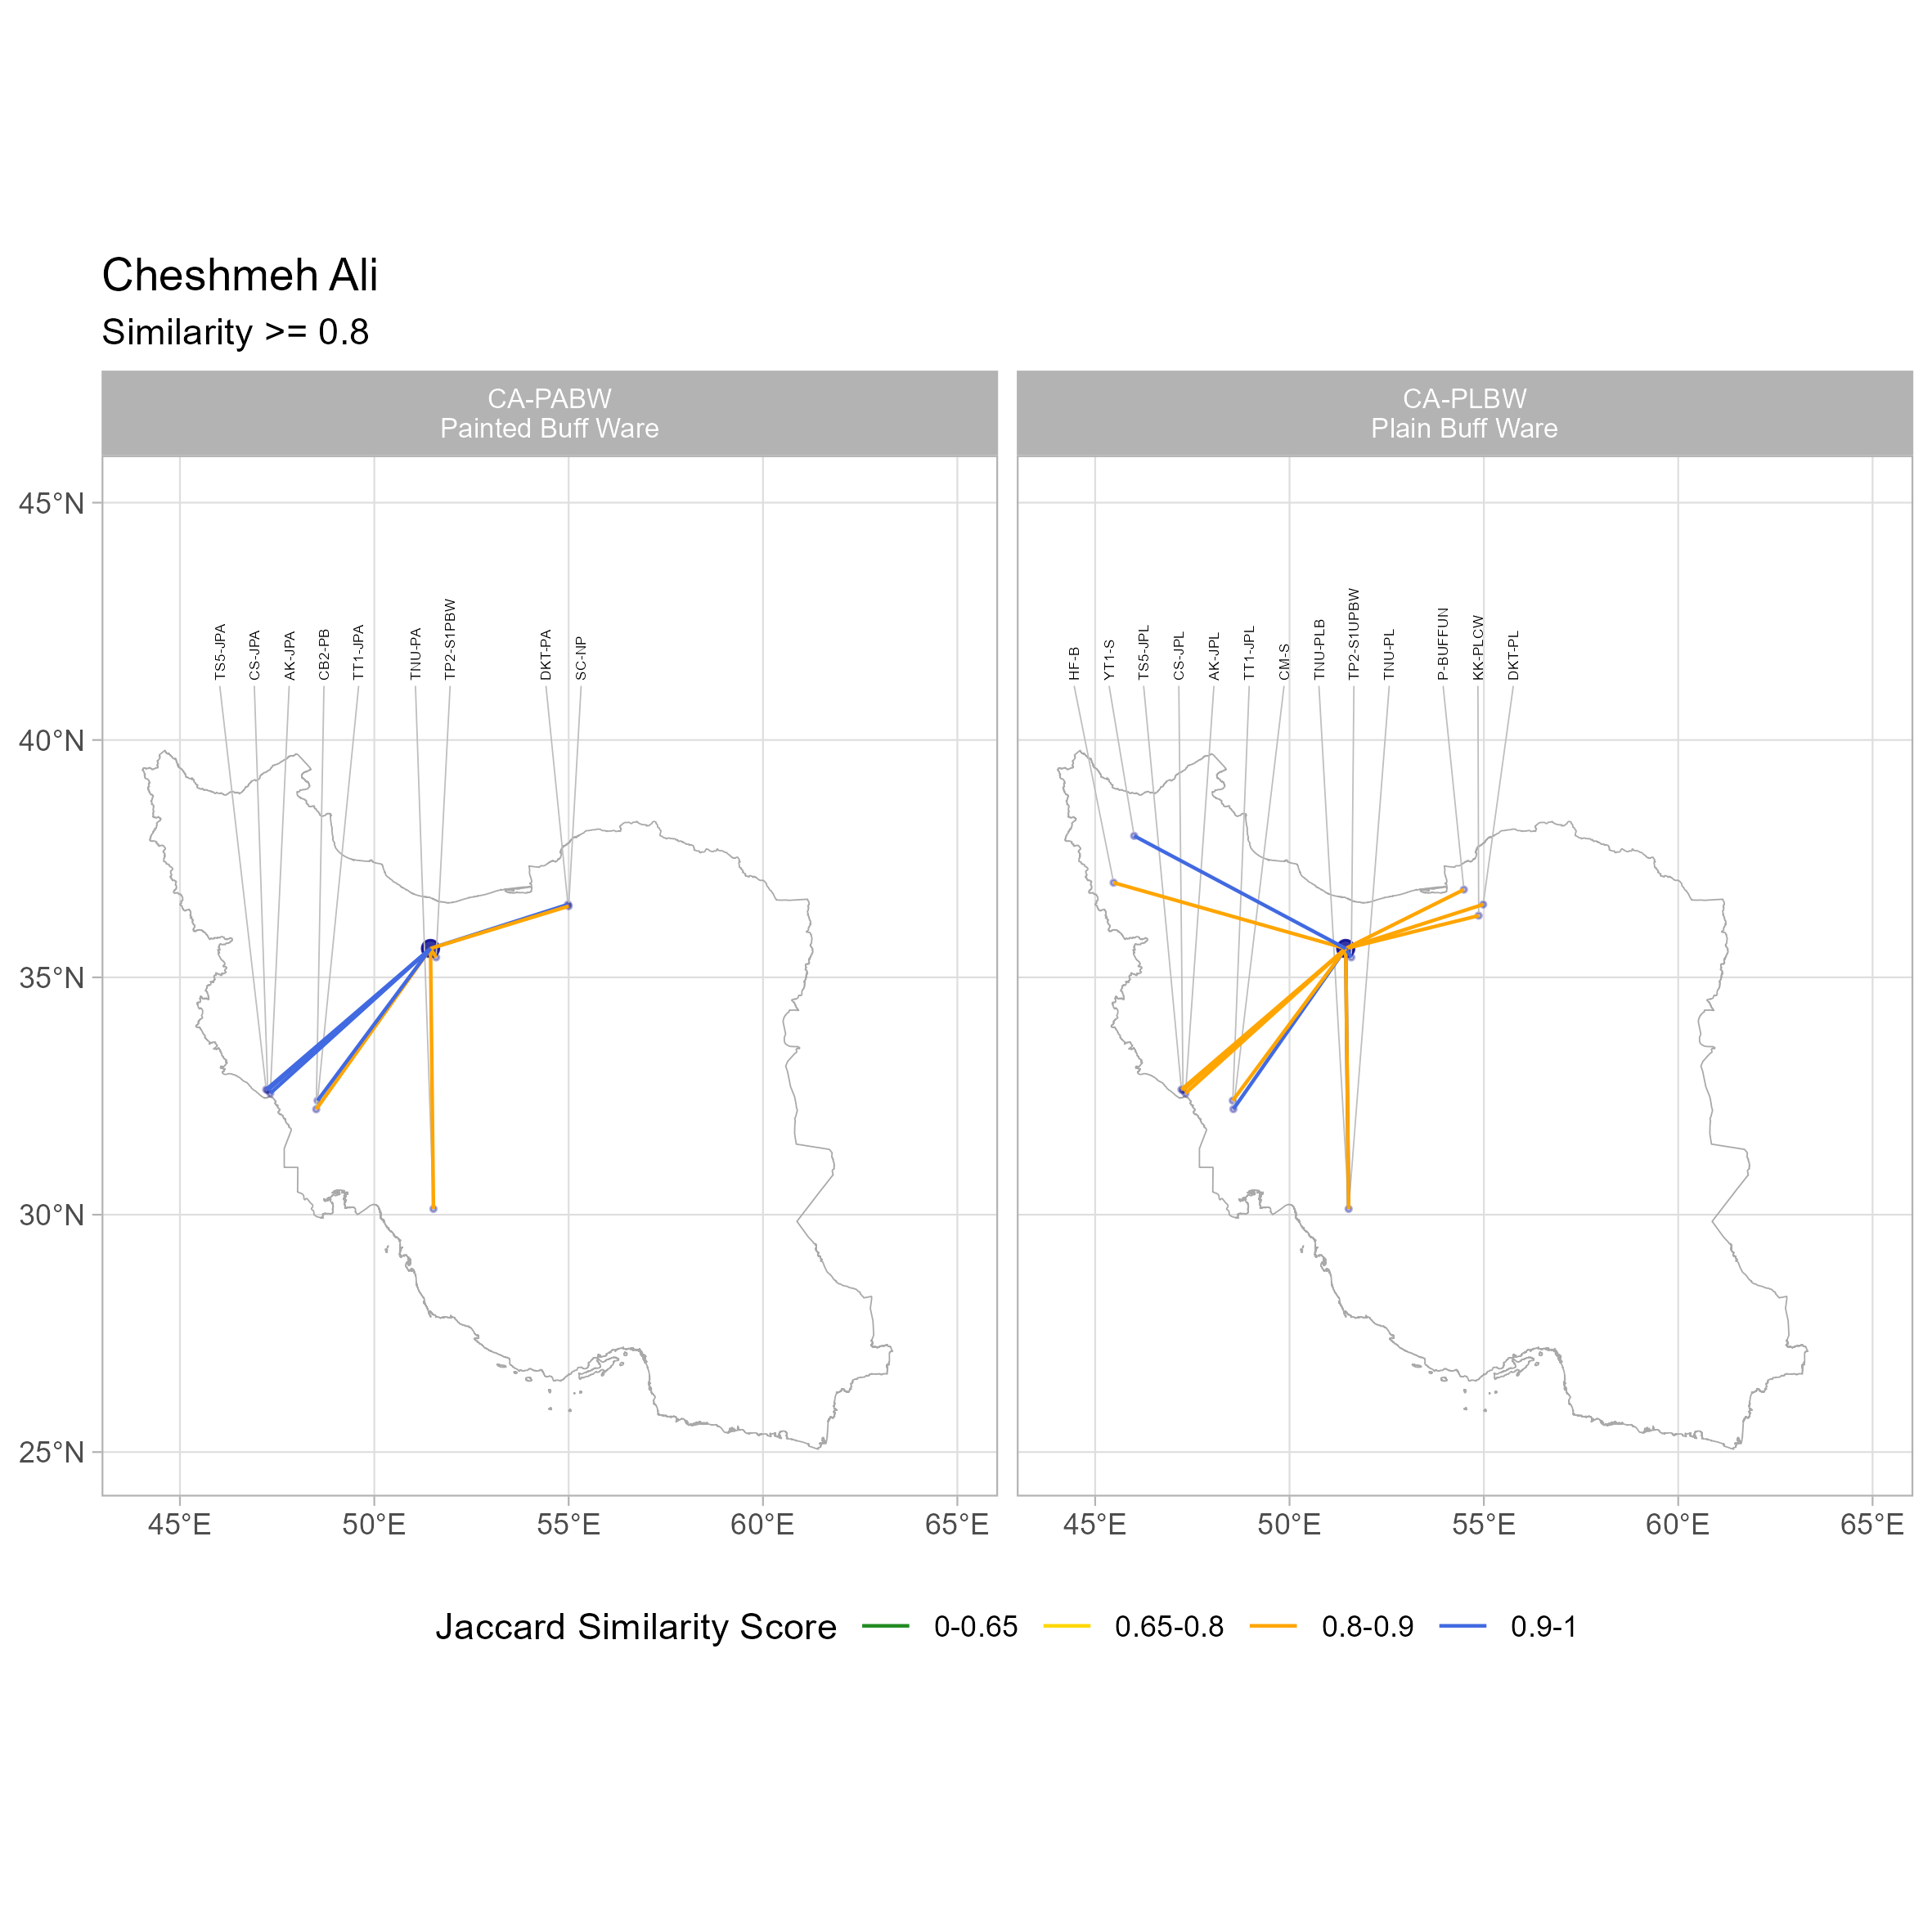 Cheshmeh Ali
Similarity >= 0.8
CA-PABW
Painted Buff Ware
CA-PLBW
Plain Buff Ware
TS5-JPA
CS-JPA
AK-JPA
CB2-PB
TT1-JPA
TNU-PA
TP2-S1PBW
DKT-PA
SC-NP
HF-B
YT1-S
TS5-JPL
CS-JPL
AK-JPL
TT1-JPL
CM-S
TNU-PLB
TP2-S1UPBW
TNU-PL
P-BUFFUN
KK-PLCW
DKT-PL
45°N
40°N
35°N
30°N
25°N
45°E 50°E 55°E 60°E 65°E
45°E 50°E 55°E 60°E 65°E
Jaccard Similarity Score 0-0.65 0.65-0.8 0.8-0.9 0.9-1